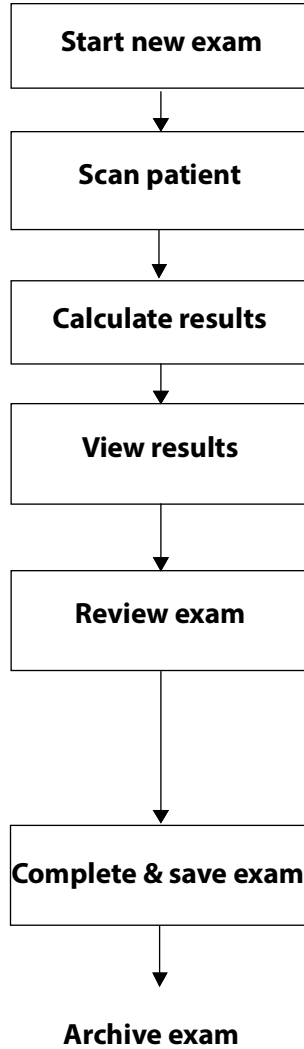 Start new exam
Scan patient
Calculate results
View results
Review exam
Complete & save exam
Archive exam